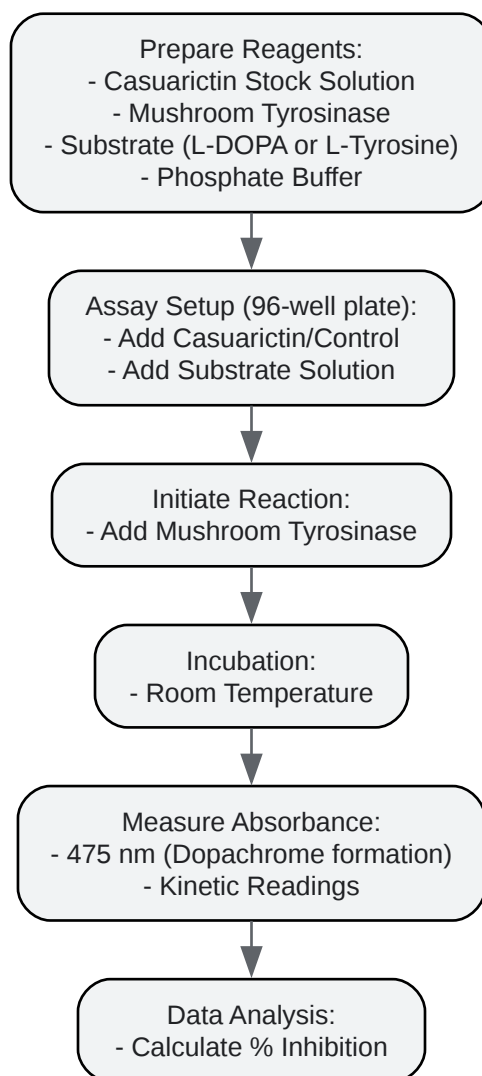 Prepare Reagents:
- Casuarictin Stock Solution
- Mushroom Tyrosinase
- Substrate (L-DOPA or L-Tyrosine)
- Phosphate Buffer
Assay Setup (96-well plate):
- Add Casuarictin/Control
- Add Substrate Solution
Initiate Reaction:
- Add Mushroom Tyrosinase
Incubation:
- Room Temperature
Measure Absorbance:
- 475 nm (Dopachrome formation)
- Kinetic Readings
Data Analysis:
- Calculate % Inhibition